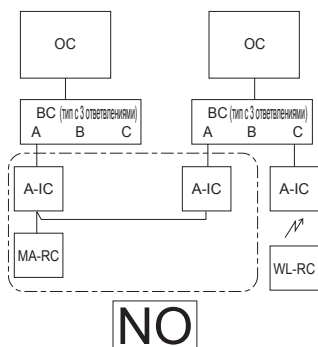 OC OC
BC (тип с 3 ответвлениями) BC (тип с 3 ответвлениями)
A B C A B C
A-IC A-IC A-IC
MA-RC WL-RC
NO